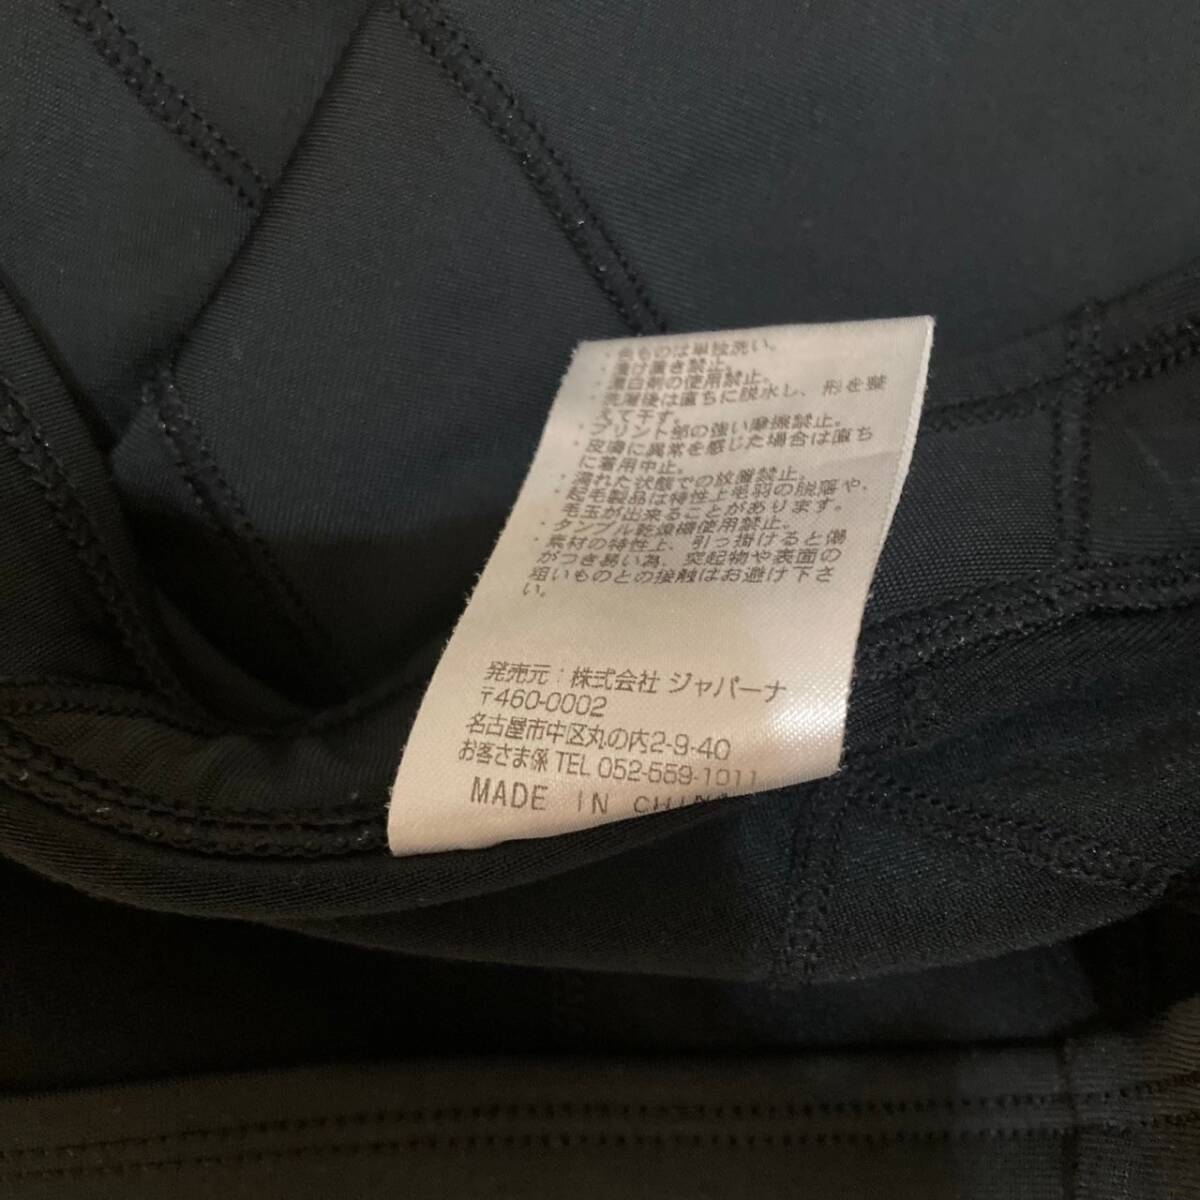 ・色ものは単独洗い。
・漬け置き禁止。
・漂白剤の使用禁止。
・洗濯後は直ちに脱水し、形を整
えて干す。
・プリント部の強い摩擦禁止。
・皮膚に異常を感じた場合は直ち
に着用中止。
・濡れた状態での放置禁止。
・起毛製品は特性上毛羽の脱落や、
毛玉が出来ることがあります。
・タンブル乾燥機使用禁止。
・素材の特性上、引っ掛けると傷
がつき易い為、突起物や表面の
粗いものとの接触はお避け下さ
い。
発売元:株式会社 ジャパーナ
〒460-0002
名古屋市中区丸の内2-9-40
お客さま係 TEL 052-559-1011
MADE IN CHINA